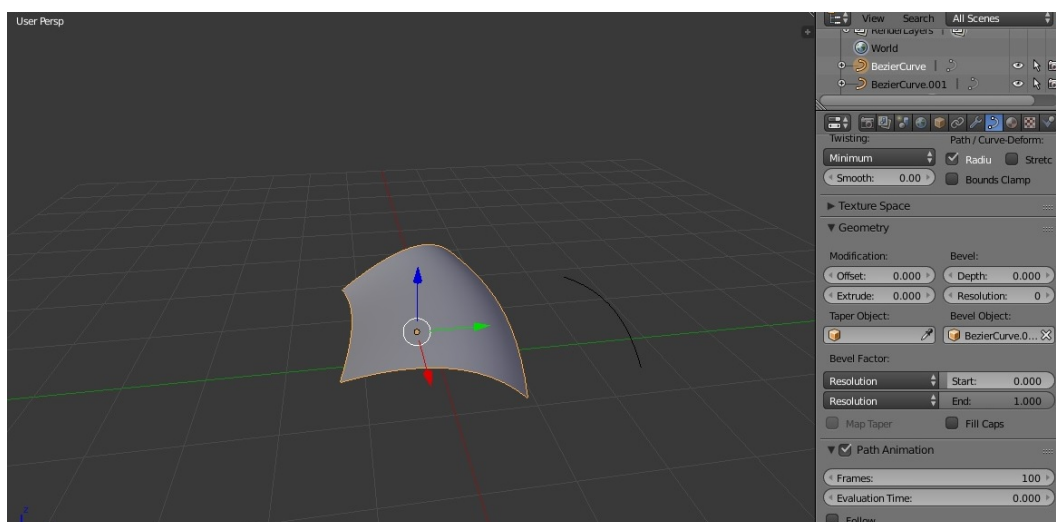 User Persp
View Search All Scenes
RenderLayers
World
BezierCurve
BezierCurve.001
Twisting: Path / Curve-Deform:
Minimum Radiu Stretc
Smooth: 0.00 Bounds Clamp
Texture Space
Geometry
Modification: Bevel:
Offset: 0.000 Depth: 0.000
Extrude: 0.000 Resolution: 0
Taper Object: Bevel Object:
BezierCurve.0...
Bevel Factor:
Resolution Start: 0.000
Resolution End: 1.000
Map Taper Fill Caps
Path Animation
Frames: 100
Evaluation Time: 0.000
Follow
z